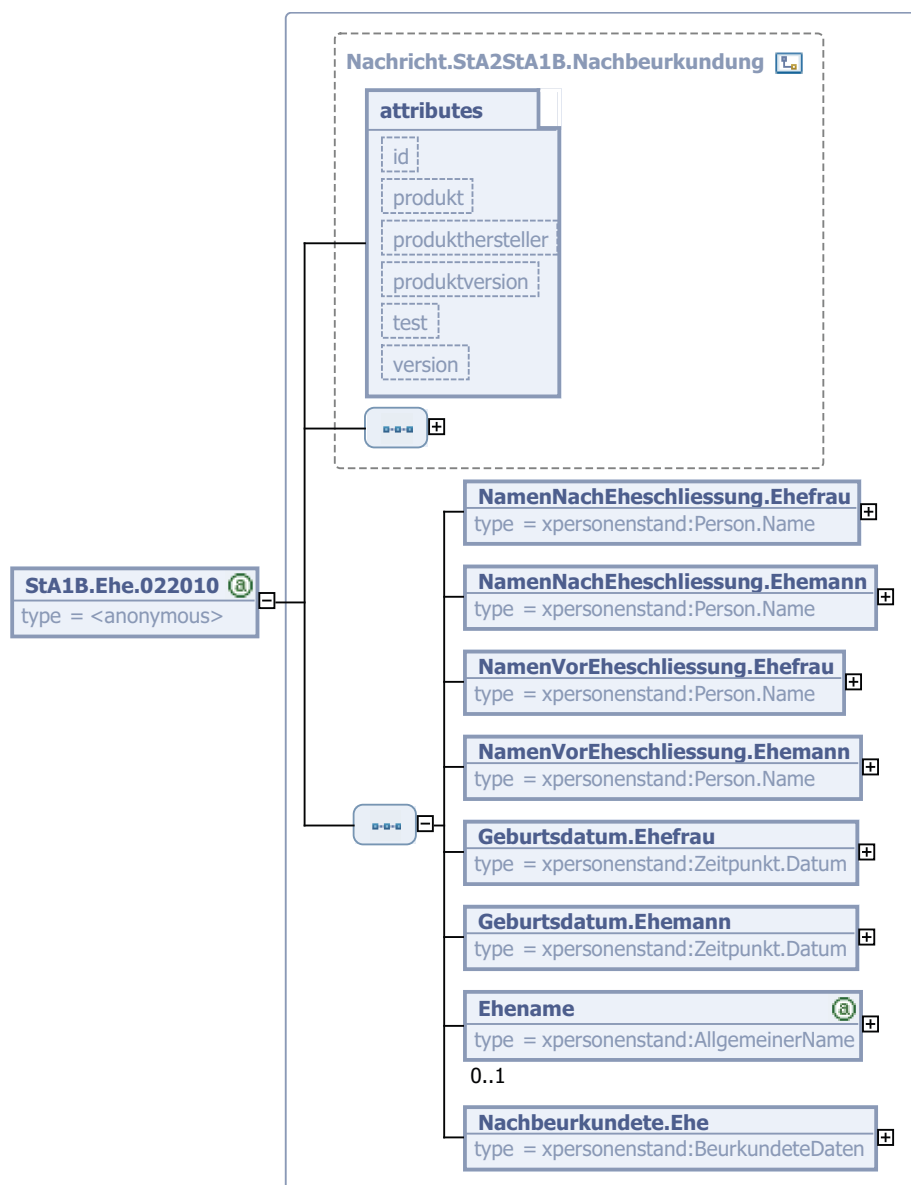 Nachricht.StA2StA1B.Nachbeurkundung
attributes
id
produkt
produkthersteller
produktversion
test
version
StA1B.Ehe.022010
type = <anonymous>
NamenNachEheschliessung.Ehefrau
type = xpersonenstand:Person.Name
NamenNachEheschliessung.Ehemann
type = xpersonenstand:Person.Name
NamenVorEheschliessung.Ehefrau
type = xpersonenstand:Person.Name
NamenVorEheschliessung.Ehemann
type = xpersonenstand:Person.Name
Geburtsdatum.Ehefrau
type = xpersonenstand:Zeitpunkt.Datum
Geburtsdatum.Ehemann
type = xpersonenstand:Zeitpunkt.Datum
Ehename
type = xpersonenstand:AllgemeinerName
0..1
Nachbeurkundete.Ehe
type = xpersonenstand:BeurkundeteDaten